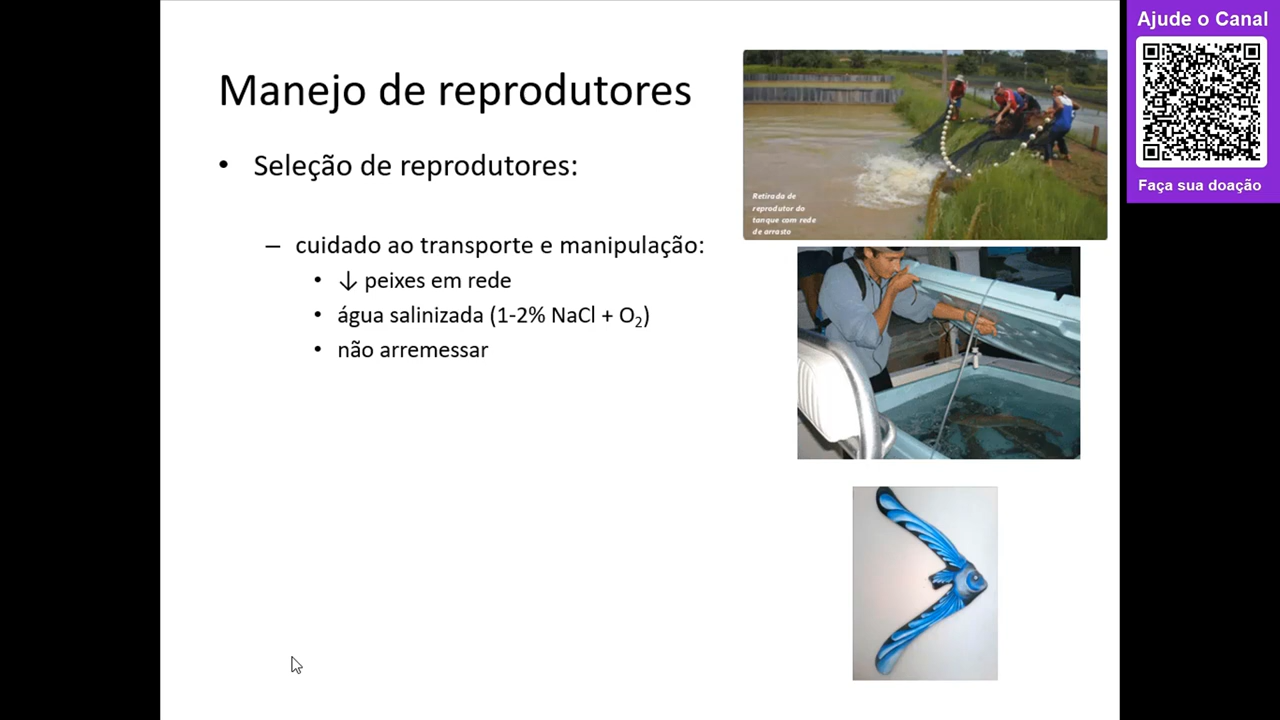 Manejo de reprodutores
• Seleção de reprodutores:
– cuidado ao transporte e manipulação:
• ↓ peixes em rede
• água salinizada (1-2% NaCl + O₂)
• não arremessar
Retirada de
reprodutor do
tanque com rede
de arrasto
Ajude o Canal
Faça sua doação